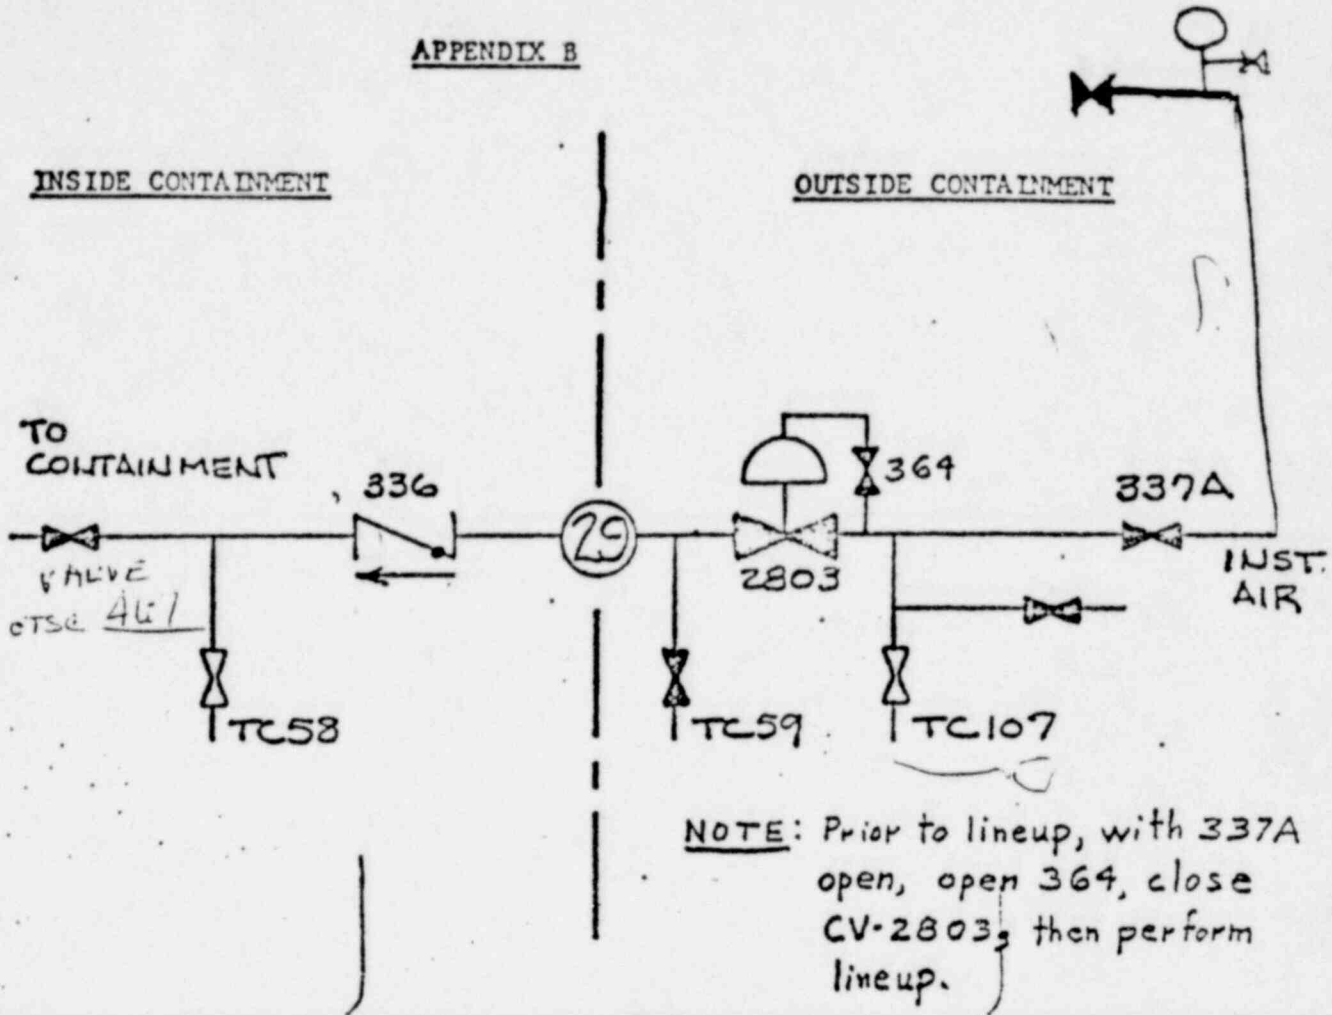 APPENDIX B
INSIDE CONTAINMENT
OUTSIDE CONTAINMENT
TO
CONTAINMENT
336
364
337A
29
2803
INST.
AIR
VALVE
TC58
TC59
TC107
NOTE: Prior to lineup, with 337A
open, open 364, close
CV-2803, then perform
lineup.